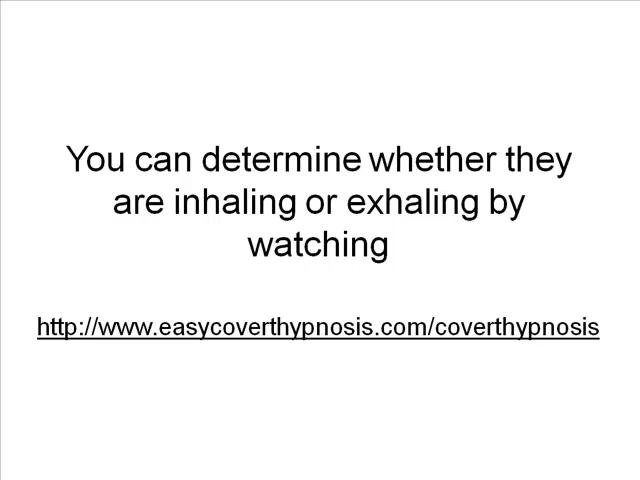 You can determine whether they
are inhaling or exhaling by
watching
http://www.easycoverthypnosis.com/coverthypnosis